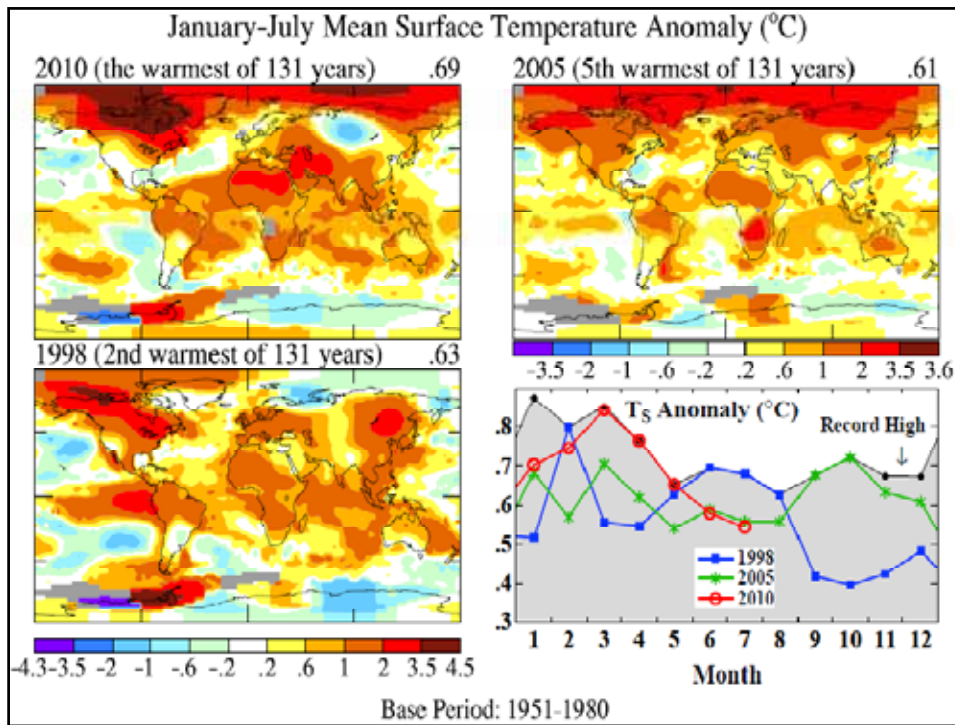 January-July Mean Surface Temperature Anomaly (°C)
2010 (the warmest of 131 years) .69
2005 (5th warmest of 131 years) .61
1998 (2nd warmest of 131 years) .63
-3.5 -2 -1 -.6 -.2 .2 .6 1 2 3.5 3.6
Ts Anomaly (°C)
Record High
↓
.8
.7
.6
.5
.4
.3
1998
2005
2010
1 2 3 4 5 6 7 8 9 10 11 12
Month
-4.3 -3.5 -2 -1 -.6 -.2 .2 .6 1 2 3.5 4.5
Base Period: 1951-1980